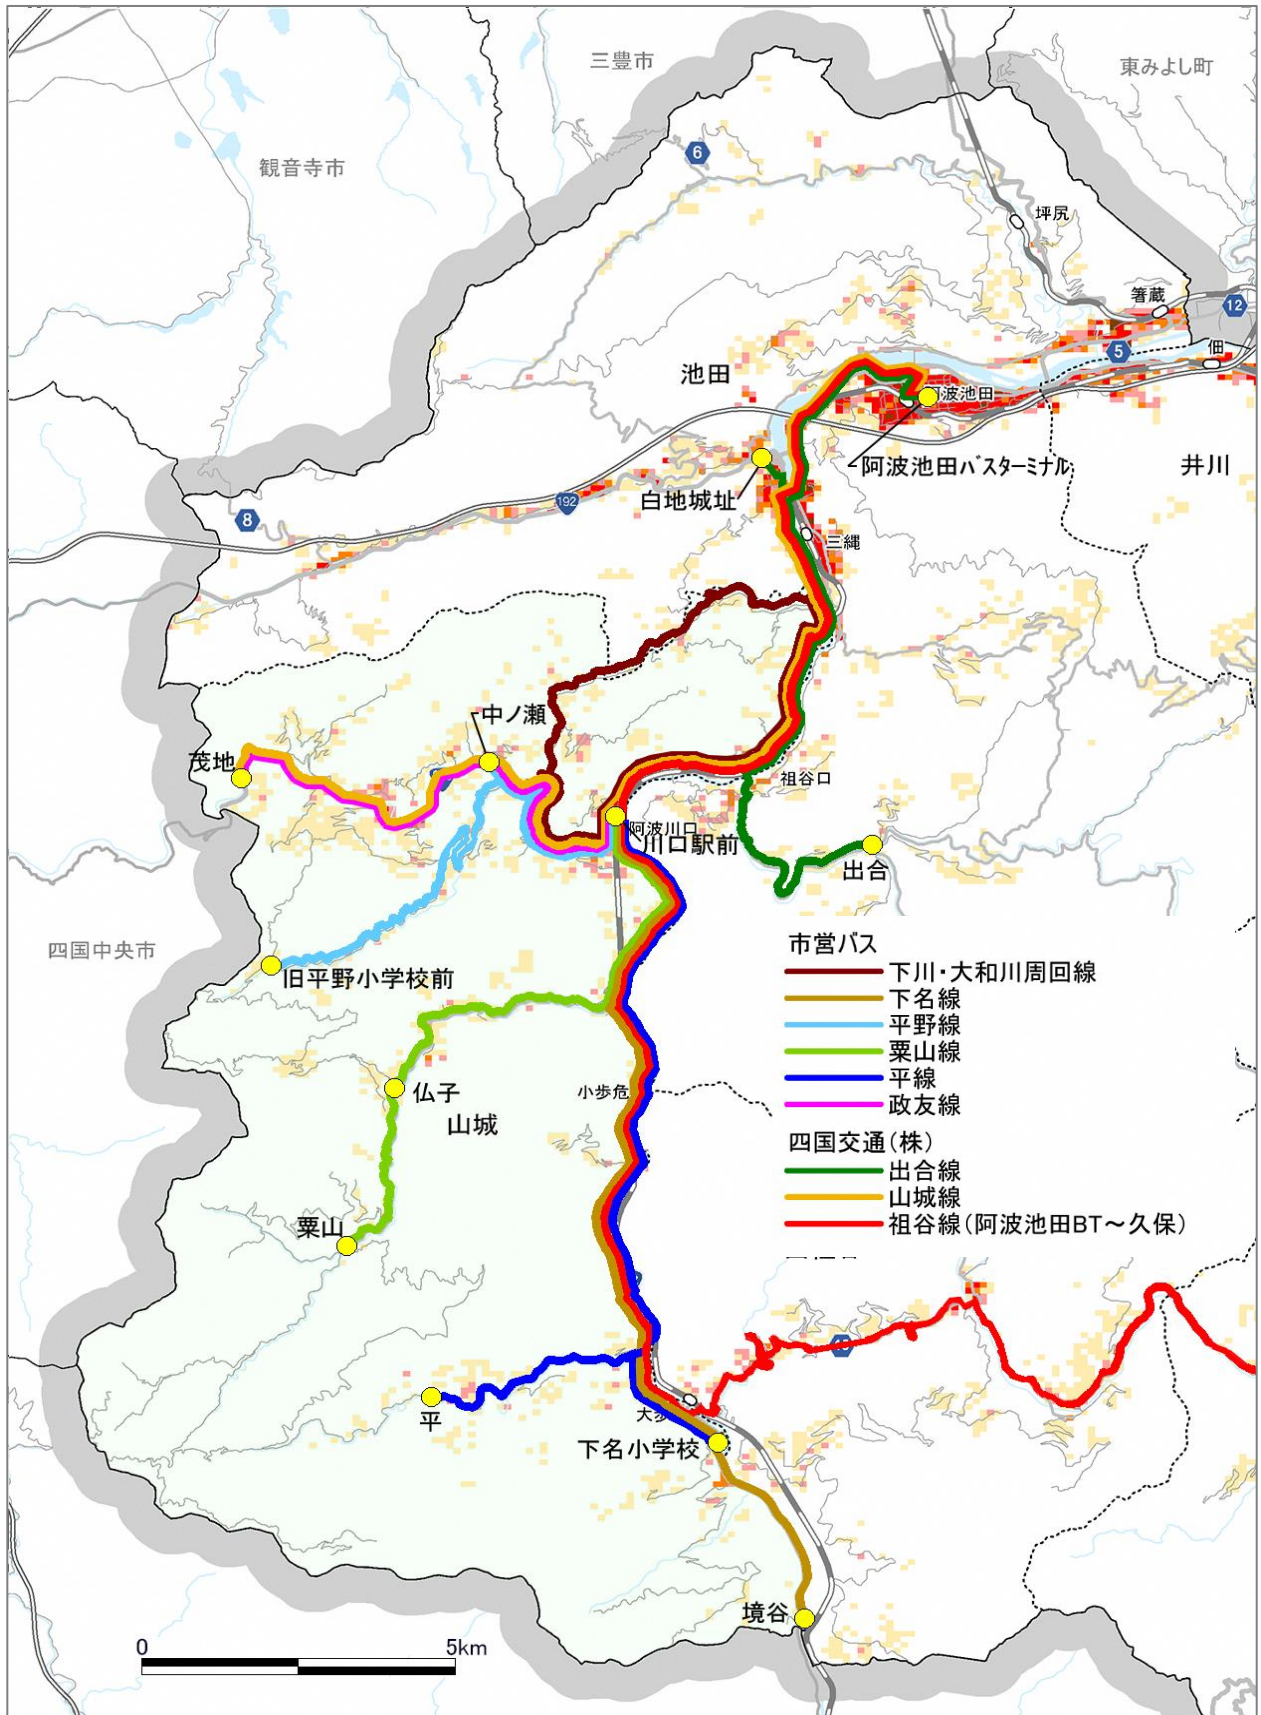 三豊市
東みよし町
6
観音寺市
坪尻
箸蔵
12
5
佃
池田
阿波池田
阿波池田バスターミナル
井川
白地城址
192
8
三縄
中ノ瀬
茂地
祖谷口
阿波川口
川口駅前
出合
四国中央市
旧平野小学校前
市営バス
下川・大和川周回線
下名線
平野線
粟山線
平線
政友線
四国交通(株)
出合線
山城線
祖谷線(阿波池田BT～久保)
小歩危
仏子
山城
粟山
平
大歩
下名小学校
境谷
0 5km